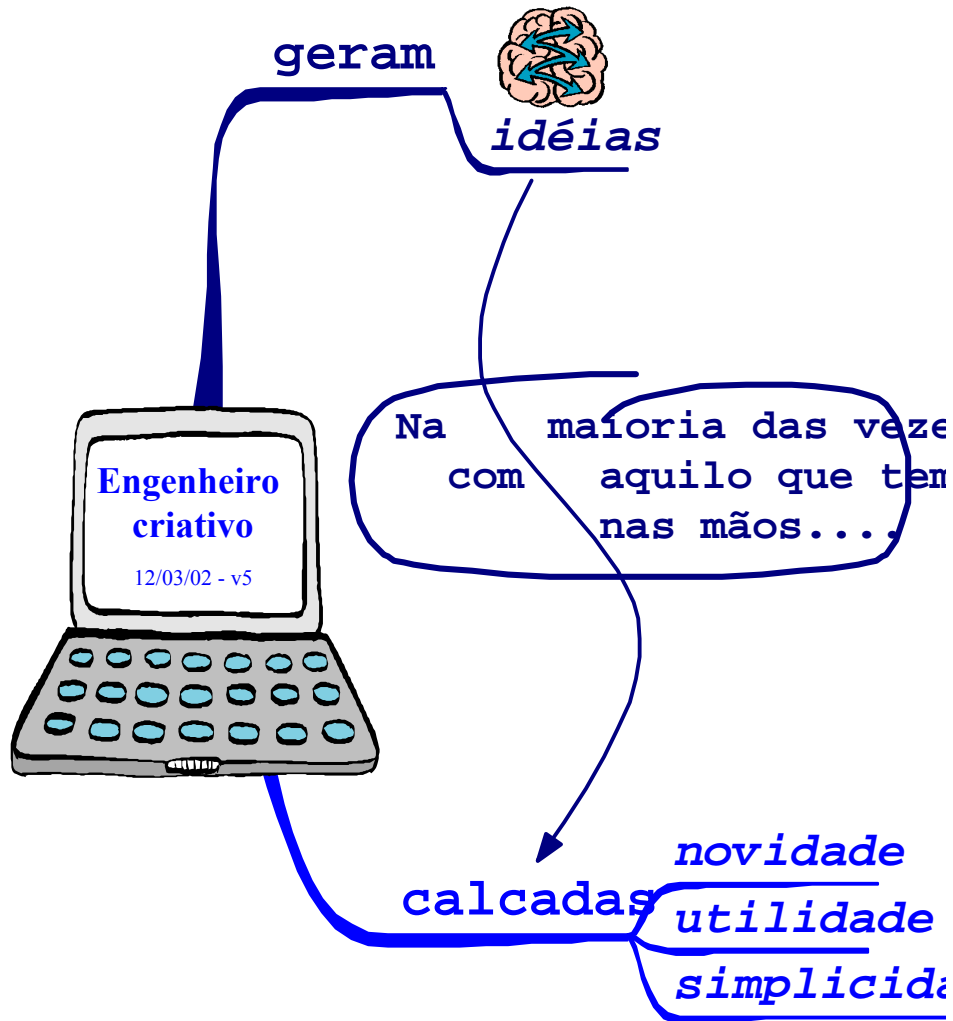 geram
idéias
Na maioria das veze
com aquilo que tem
nas mãos....
Engenheiro
criativo
12/03/02 - v5
novidade
calcadas
utilidade
simplicida